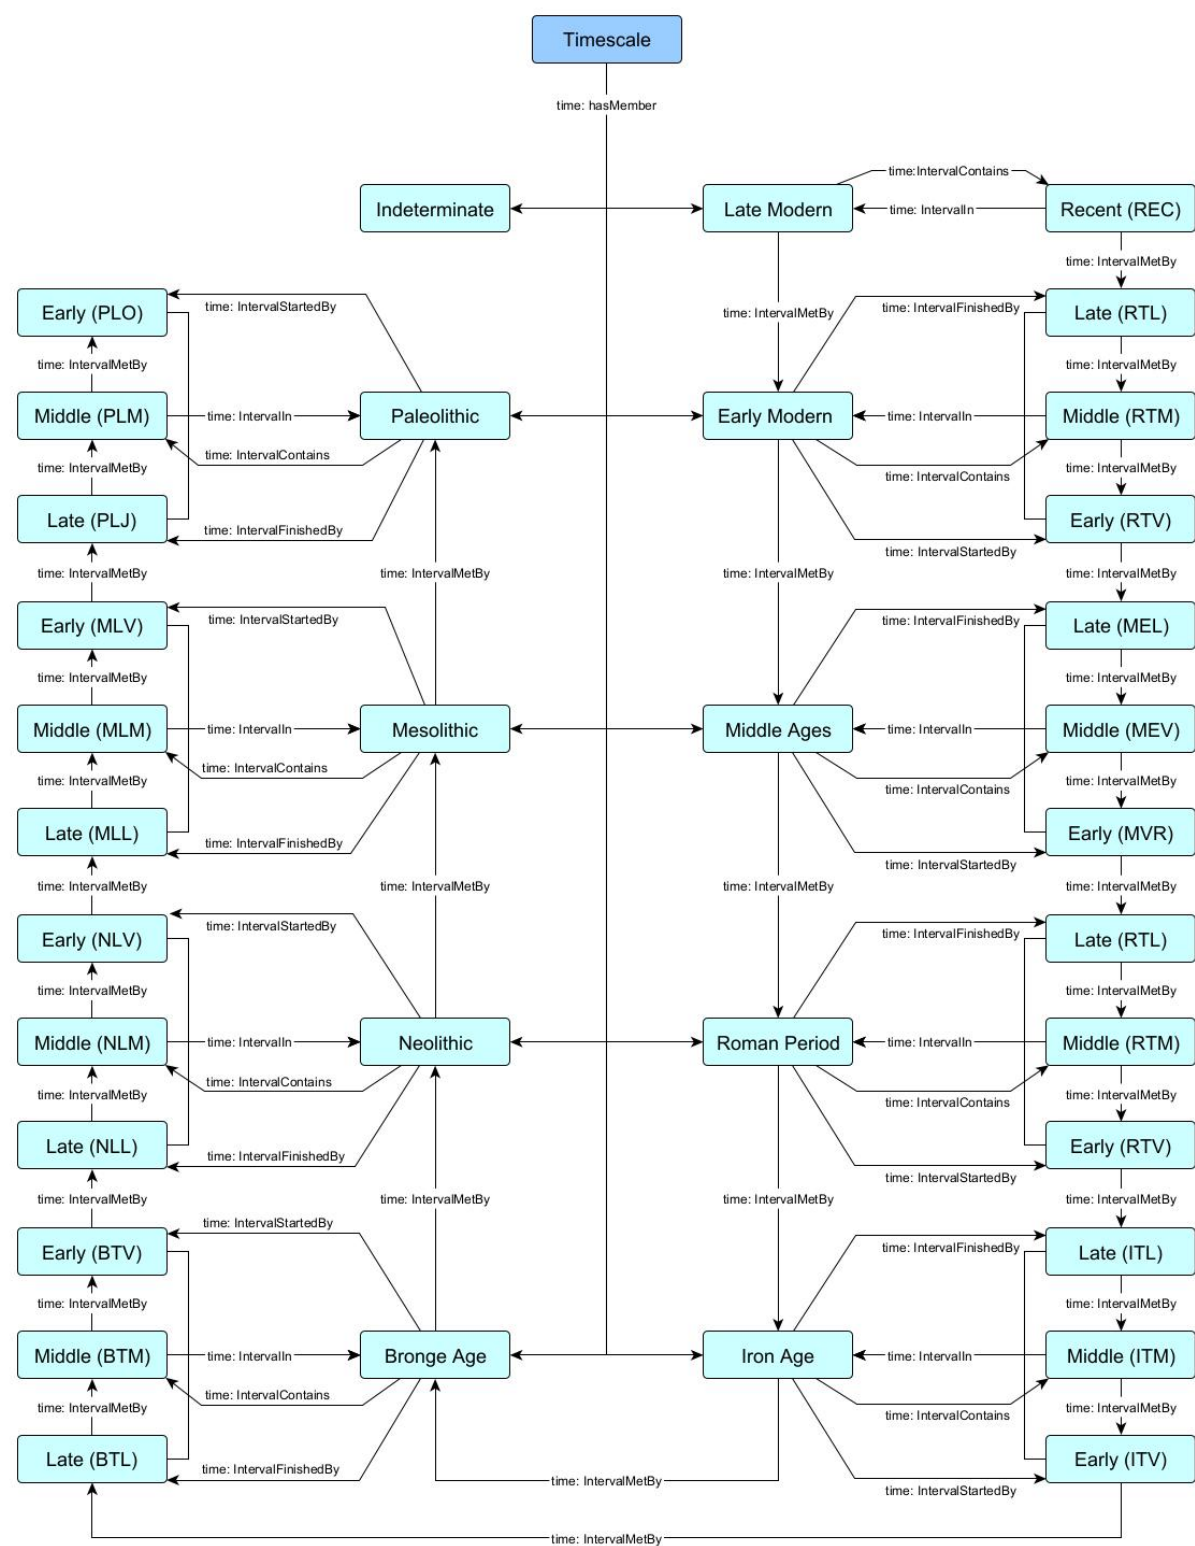 Timescale
time: hasMember
time:IntervalContains
Indeterminate
Late Modern
time: IntervalIn
Recent (REC)
time: IntervalMetBy
Early (PLO)
time: IntervalStartedBy
time: IntervalMetBy
time: IntervalFinishedBy
Late (RTL)
time: IntervalMetBy
time: IntervalMetBy
Middle (PLM)
time: IntervalIn
Paleolithic
Early Modern
time: IntervalIn
Middle (RTM)
time: IntervalContains
time: IntervalMetBy
time: IntervalContains
time: IntervalMetBy
Late (PLJ)
time: IntervalFinishedBy
Early (RTV)
time: IntervalStartedBy
time: IntervalMetBy
time: IntervalMetBy
time: IntervalMetBy
time: IntervalMetBy
Early (MLV)
time: IntervalStartedBy
time: IntervalFinishedBy
Late (MEL)
time: IntervalMetBy
time: IntervalMetBy
Middle (MLM)
time: IntervalIn
Mesolithic
Middle Ages
time: IntervalIn
Middle (MEV)
time: IntervalContains
time: IntervalMetBy
time: IntervalContains
time: IntervalMetBy
Late (MLL)
time: IntervalFinishedBy
Early (MVR)
time: IntervalStartedBy
time: IntervalMetBy
time: IntervalMetBy
time: IntervalMetBy
time: IntervalMetBy
Early (NLV)
time: IntervalStartedBy
time: IntervalFinishedBy
Late (RTL)
time: IntervalMetBy
time: IntervalMetBy
Middle (NLM)
time: IntervalIn
Neolithic
Roman Period
time: IntervalIn
Middle (RTM)
time: IntervalContains
time: IntervalMetBy
time: IntervalContains
time: IntervalMetBy
Late (NLL)
time: IntervalFinishedBy
Early (RTV)
time: IntervalStartedBy
time: IntervalMetBy
time: IntervalMetBy
time: IntervalMetBy
time: IntervalMetBy
Early (BTV)
time: IntervalStartedBy
time: IntervalFinishedBy
Late (ITL)
time: IntervalMetBy
time: IntervalMetBy
Middle (BTM)
time: IntervalIn
Bronge Age
Iron Age
time: IntervalIn
Middle (ITM)
time: IntervalContains
time: IntervalMetBy
time: IntervalContains
time: IntervalMetBy
Late (BTL)
time: IntervalFinishedBy
time: IntervalMetBy
Early (ITV)
time: IntervalStartedBy
time: IntervalMetBy